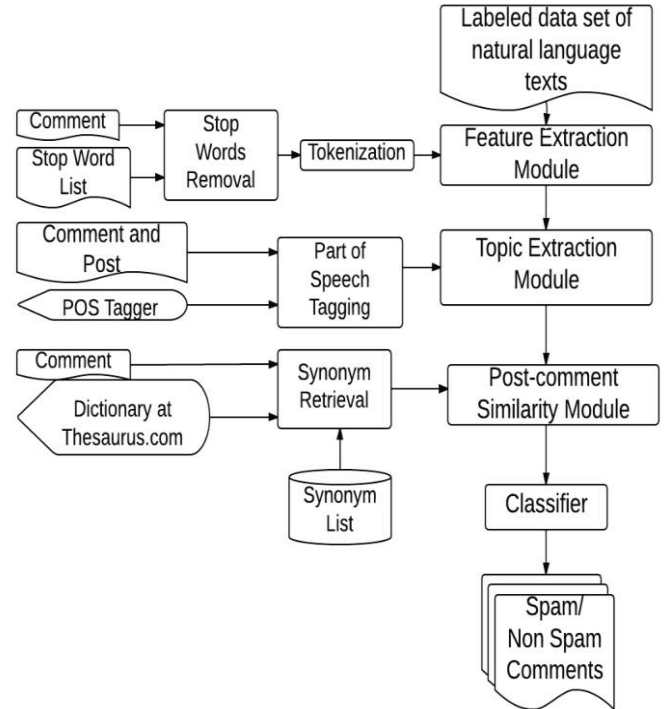 Labeled data set of
natural language
texts
Comment
Stop Word
List
Stop
Words
Removal
Tokenization
Feature Extraction
Module
Comment and
Post
POS Tagger
Part of
Speech
Tagging
Topic Extraction
Module
Comment
Dictionary at
Thesaurus.com
Synonym
Retrieval
Synonym
List
Post-comment
Similarity Module
Classifier
Spam/
Non Spam
Comments